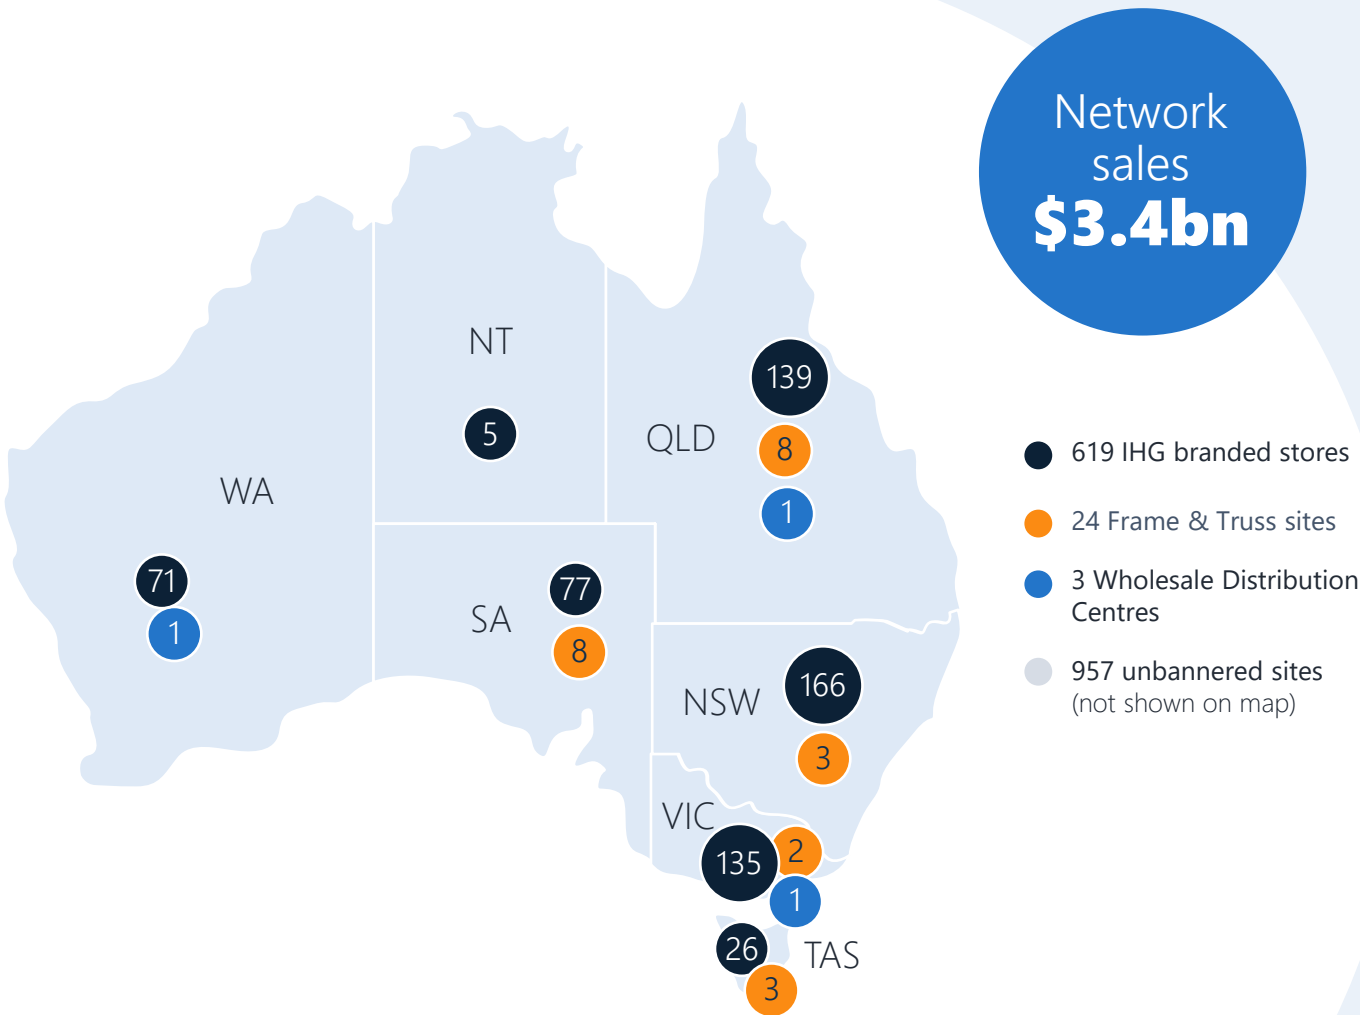 Network
sales
$3.4bn
NT
5
139
QLD
8
1
WA
71
1
77
SA
8
NSW
166
3
VIC
135
2
1
26
TAS
3
619 IHG branded stores
24 Frame & Truss sites
3 Wholesale Distribution
Centres
957 unbannered sites
(not shown on map)